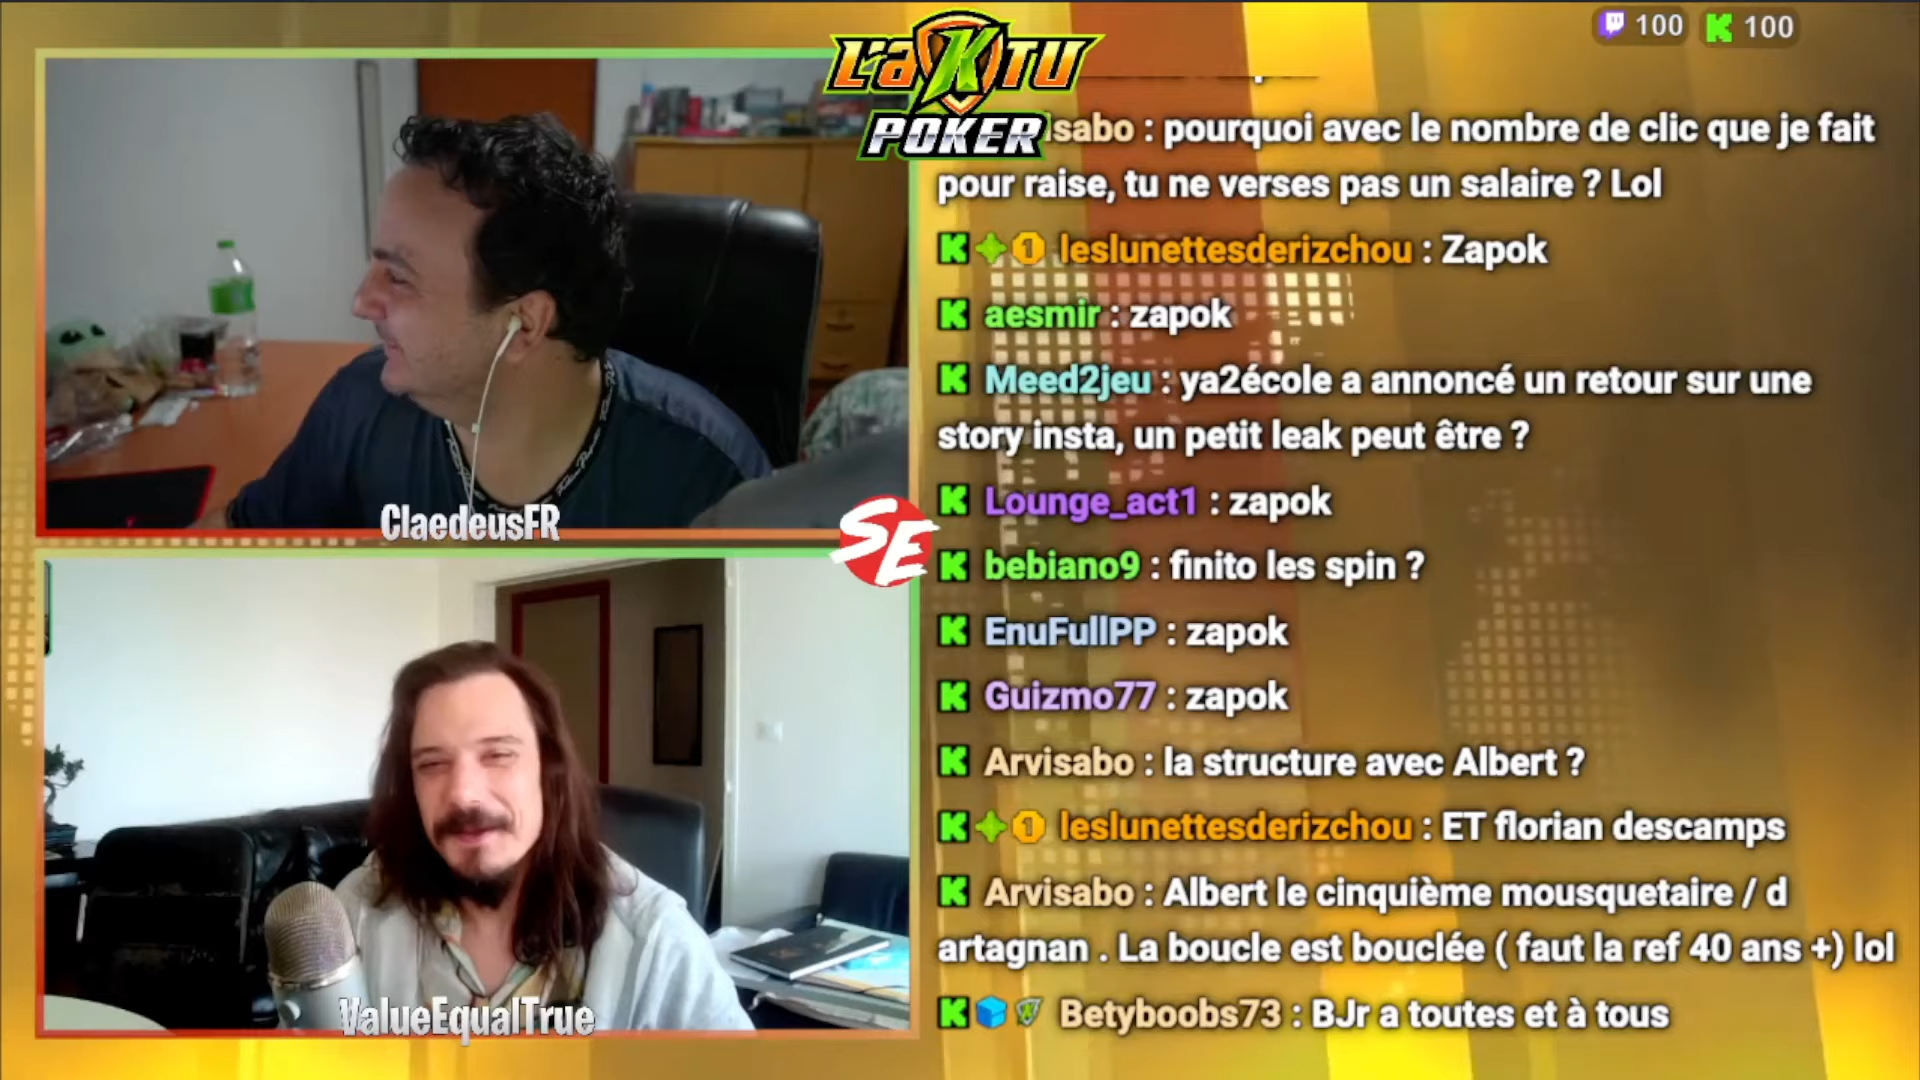 L'aKTU
POKER
100
100
isabo : pourquoi avec le nombre de clic que je fait
pour raise, tu ne verses pas un salaire ? Lol
leslunettesderizchou : Zapok
aesmir : zapok
Meed2jeu : ya2école a annoncé un retour sur une
story insta, un petit leak peut être ?
Lounge_act1 : zapok
bebiano9 : finito les spin ?
EnuFullPP : zapok
Guizmo77 : zapok
Arvisabo : la structure avec Albert ?
leslunettesderizchou : ET florian descamps
Arvisabo : Albert le cinquième mousquetaire / d
artagnan . La boucle est bouclée ( faut la ref 40 ans +) lol
Betyboobs73 : BJr a toutes et à tous
ClaedeusFR
SE
ValueEqualTrue